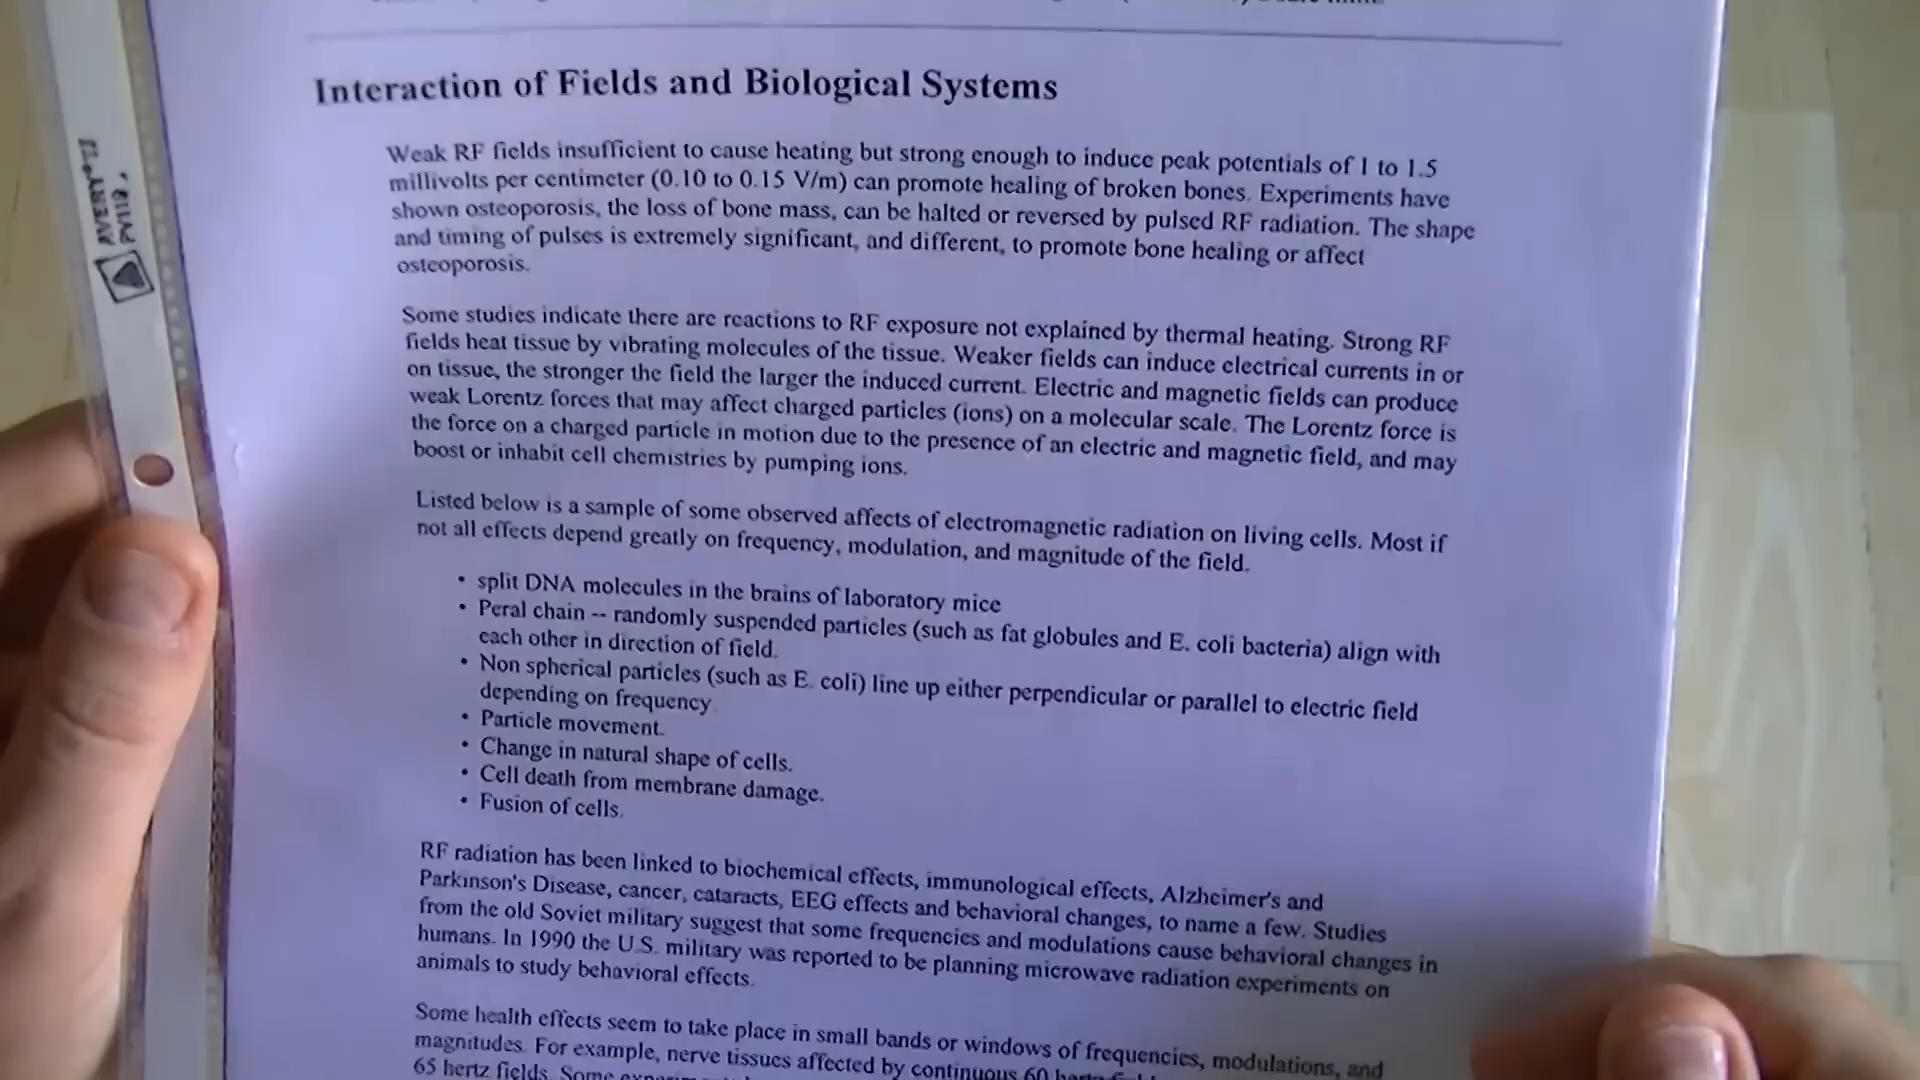 Interaction of Fields and Biological Systems
Weak RF fields insufficient to cause heating but strong enough to induce peak potentials of 1 to 1.5
millivolts per centimeter (0.10 to 0.15 V/m) can promote healing of broken bones. Experiments have
shown osteoporosis, the loss of bone mass, can be halted or reversed by pulsed RF radiation. The shape
and timing of pulses is extremely significant, and different, to promote bone healing or affect
osteoporosis.
Some studies indicate there are reactions to RF exposure not explained by thermal heating. Strong RF
fields heat tissue by vibrating molecules of the tissue. Weaker fields can induce electrical currents in or
on tissue, the stronger the field the larger the induced current. Electric and magnetic fields can produce
weak Lorentz forces that may affect charged particles (ions) on a molecular scale. The Lorentz force is
the force on a charged particle in motion due to the presence of an electric and magnetic field, and may
boost or inhabit cell chemistries by pumping ions.
Listed below is a sample of some observed affects of electromagnetic radiation on living cells. Most if
not all effects depend greatly on frequency, modulation, and magnitude of the field.
• split DNA molecules in the brains of laboratory mice
• Peral chain -- randomly suspended particles (such as fat globules and E. coli bacteria) align with
each other in direction of field.
• Non spherical particles (such as E. coli) line up either perpendicular or parallel to electric field
depending on frequency
• Particle movement.
• Change in natural shape of cells.
• Cell death from membrane damage.
• Fusion of cells.
RF radiation has been linked to biochemical effects, immunological effects, Alzheimer's and
Parkinson's Disease, cancer, cataracts, EEG effects and behavioral changes, to name a few. Studies
from the old Soviet military suggest that some frequencies and modulations cause behavioral changes in
humans. In 1990 the U.S. military was reported to be planning microwave radiation experiments on
animals to study behavioral effects.
Some health effects seem to take place in small bands or windows of frequencies, modulations, and
magnitudes. For example, nerve tissues affected by continuous 60
65 hertz fields. Some